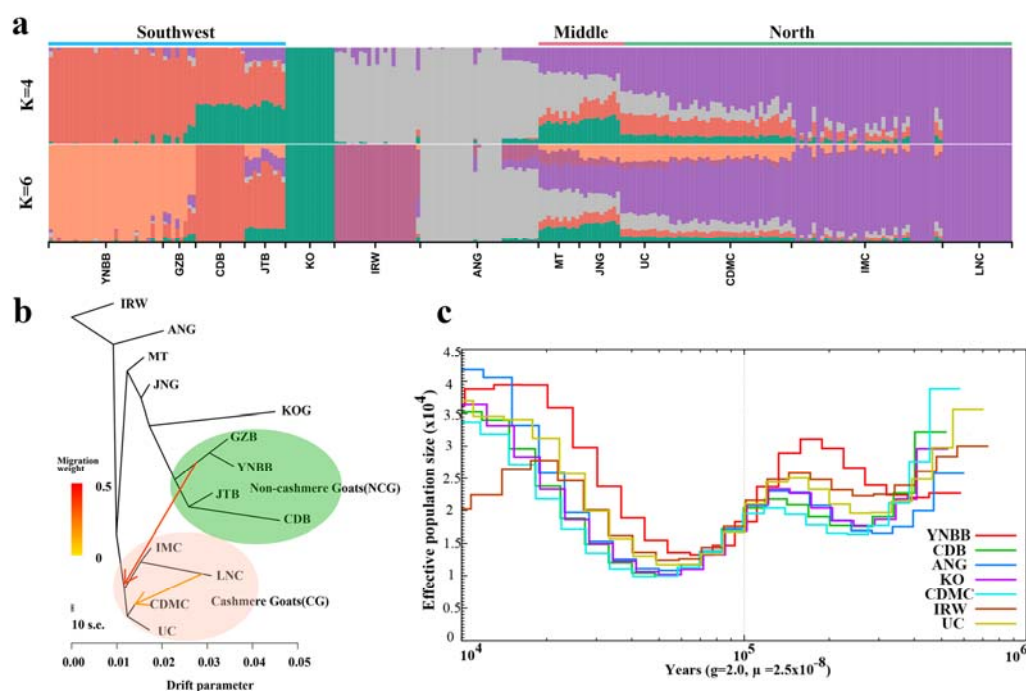 a
Southwest
Middle
North
K=4
K=6
YNBB
GZB
CDB
JTB
KO
IRW
ANG
MT
JNG
UC
CDMC
IMC
LNC
b
IRW
ANG
MT
JNG
KOG
GZB
YNBB
JTB
Non-cashmere Goats(NCG)
CDB
Migration
weight
0.5
0
IMC
LNC
Cashmere Goats(CG)
CDMC
UC
10 s.e.
0.00 0.01 0.02 0.03 0.04 0.05
Drift parameter
c
Effective population size (x10⁴)
4.5
4
3.5
3
2.5
2
1.5
1
0.5
0
YNBB
CDB
ANG
KO
CDMC
IRW
UC
10⁴ 10⁵ 10⁶
Years (g=2.0, μ =2.5x10⁻⁸)